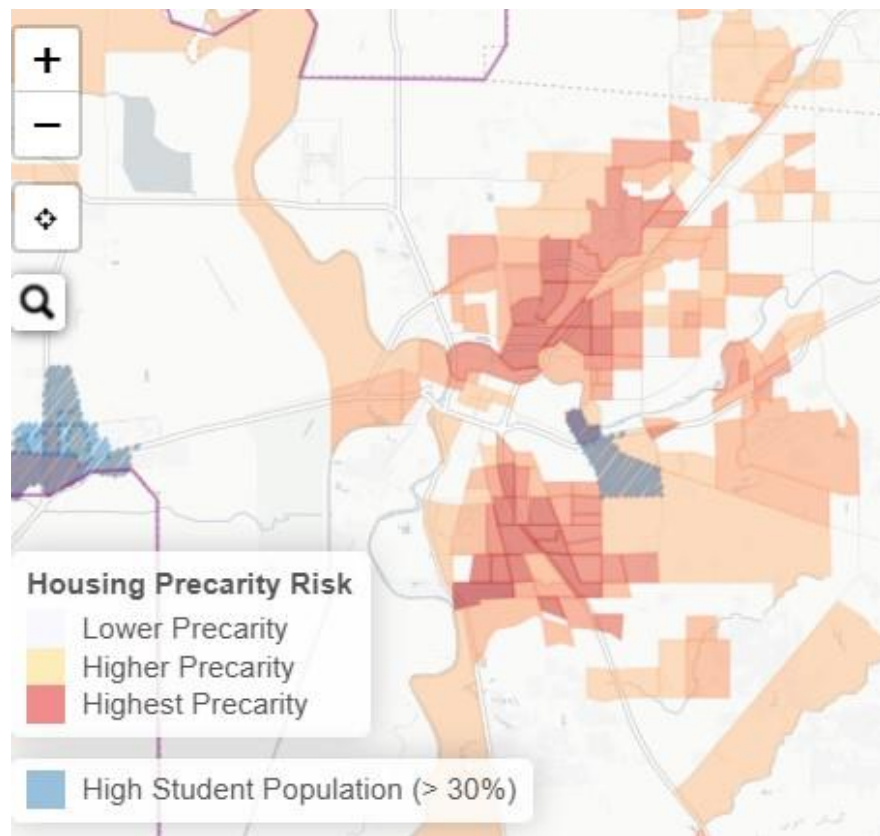 +
−
Housing Precarity Risk
Lower Precarity
Higher Precarity
Highest Precarity
High Student Population (> 30%)